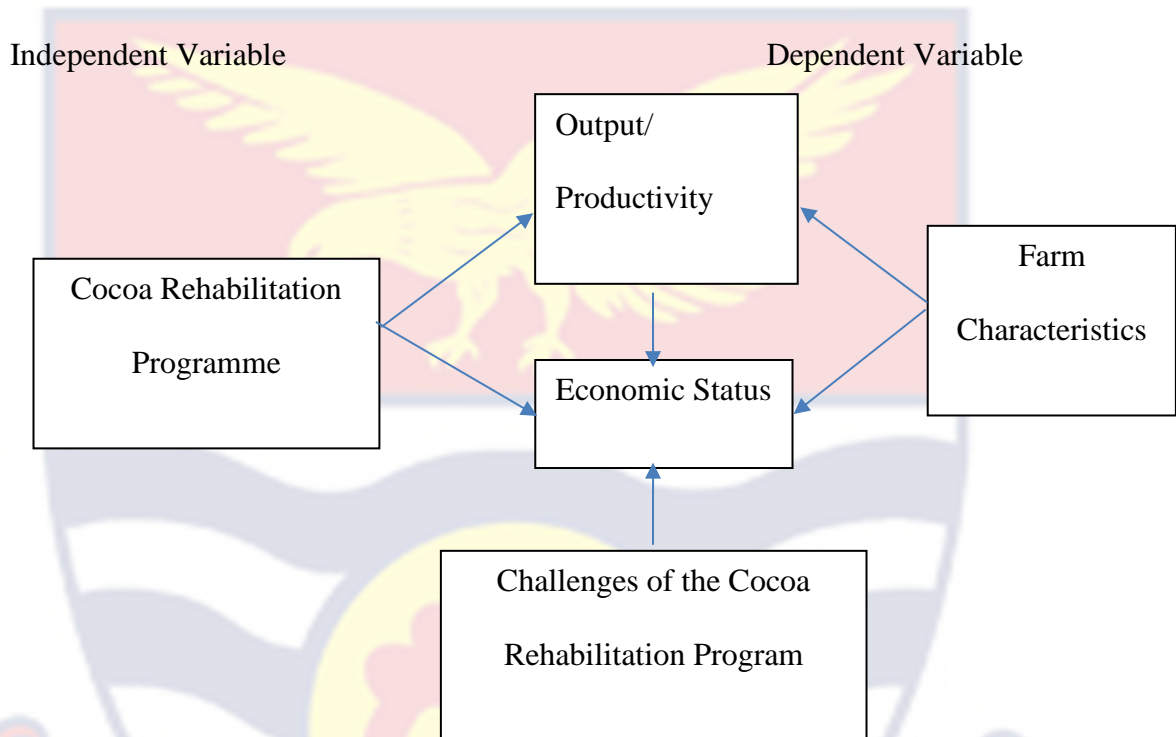 Independent Variable
Dependent Variable
Output/
Productivity
Cocoa Rehabilitation
Programme
Farm
Characteristics
Economic Status
Challenges of the Cocoa
Rehabilitation Program